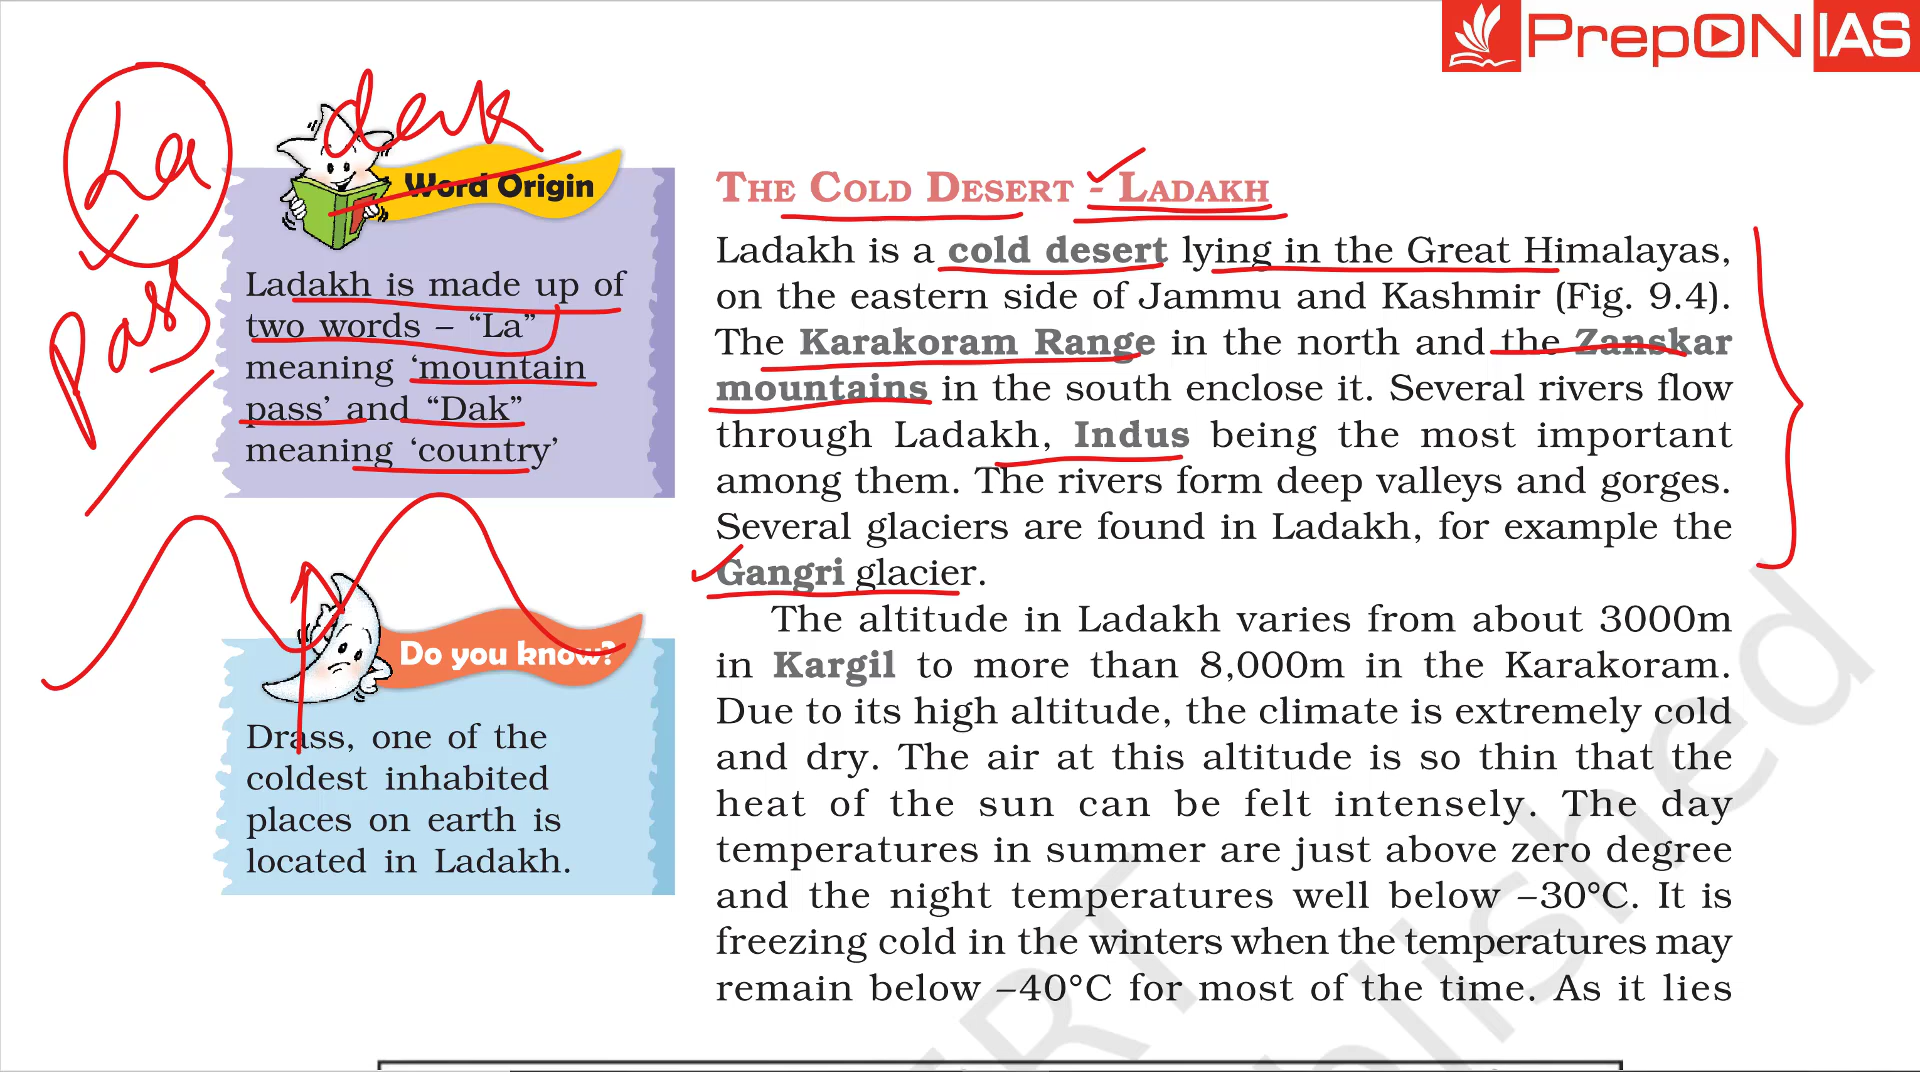 PrepON IAS
La
dak
Pass
Word Origin
Ladakh is made up of
two words – “La”
meaning ‘mountain
pass’ and “Dak”
meaning ‘country’
Do you know?
Drass, one of the
coldest inhabited
places on earth is
located in Ladakh.
THE COLD DESERT - LADAKH
Ladakh is a cold desert lying in the Great Himalayas,
on the eastern side of Jammu and Kashmir (Fig. 9.4).
The Karakoram Range in the north and the Zanskar
mountains in the south enclose it. Several rivers flow
through Ladakh, Indus being the most important
among them. The rivers form deep valleys and gorges.
Several glaciers are found in Ladakh, for example the
Gangri glacier.
The altitude in Ladakh varies from about 3000m
in Kargil to more than 8,000m in the Karakoram.
Due to its high altitude, the climate is extremely cold
and dry. The air at this altitude is so thin that the
heat of the sun can be felt intensely. The day
temperatures in summer are just above zero degree
and the night temperatures well below –30°C. It is
freezing cold in the winters when the temperatures may
remain below –40°C for most of the time. As it lies